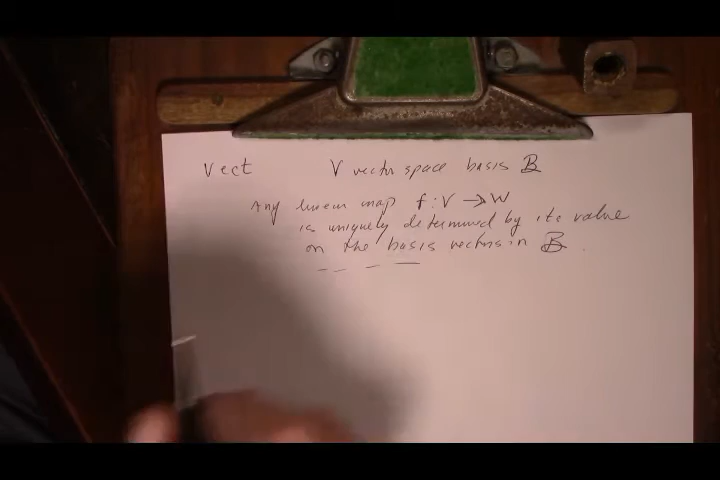 Vect V vector space basis B
Any linear map f : V → W
is uniquely determined by its value
on the basis vectors in B.